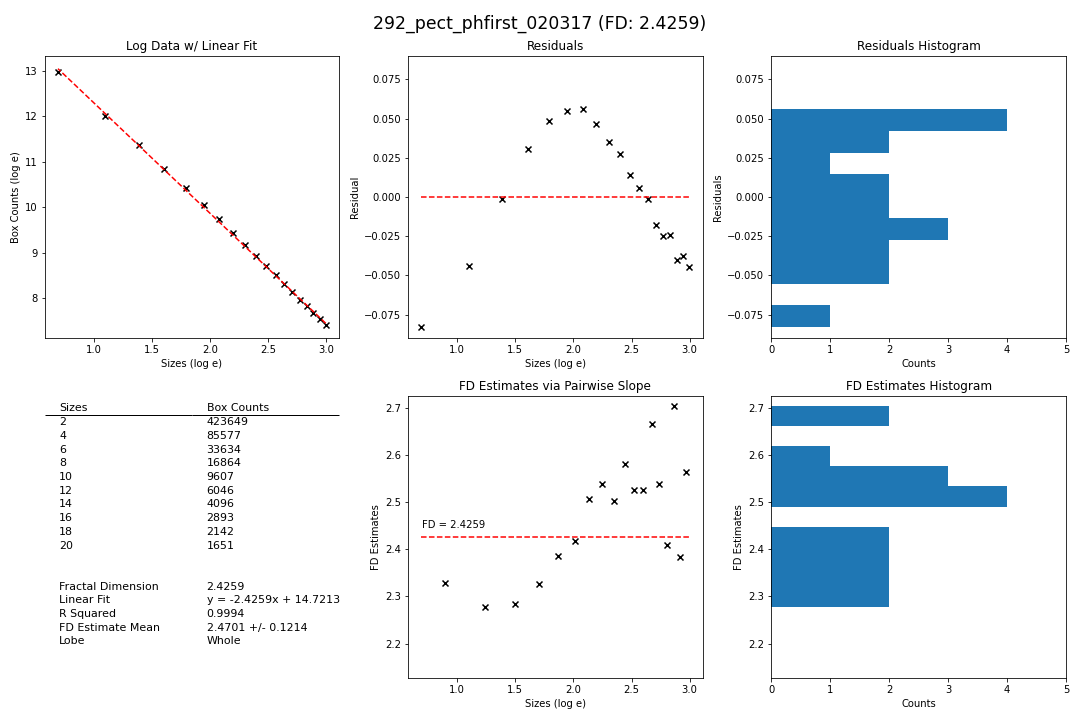 292_pect_phfirst_020317 (FD: 2.4259)
Log Data w/ Linear Fit
13
12
11
10
9
8
Box Counts (log e)
1.0 1.5 2.0 2.5 3.0
Sizes (log e)
Residuals
0.075
0.050
0.025
0.000
−0.025
−0.050
−0.075
Residual
1.0 1.5 2.0 2.5 3.0
Sizes (log e)
Residuals Histogram
0.075
0.050
0.025
0.000
−0.025
−0.050
−0.075
Residuals
0 1 2 3 4 5
Counts
Sizes Box Counts
2 423649
4 85577
6 33634
8 16864
10 9607
12 6046
14 4096
16 2893
18 2142
20 1651
Fractal Dimension 2.4259
Linear Fit y = -2.4259x + 14.7213
R Squared 0.9994
FD Estimate Mean 2.4701 +/- 0.1214
Lobe Whole
FD Estimates via Pairwise Slope
2.7
2.6
2.5
2.4
2.3
2.2
FD Estimates
FD = 2.4259
1.0 1.5 2.0 2.5 3.0
Sizes (log e)
FD Estimates Histogram
2.7
2.6
2.5
2.4
2.3
2.2
FD Estimates
0 1 2 3 4 5
Counts